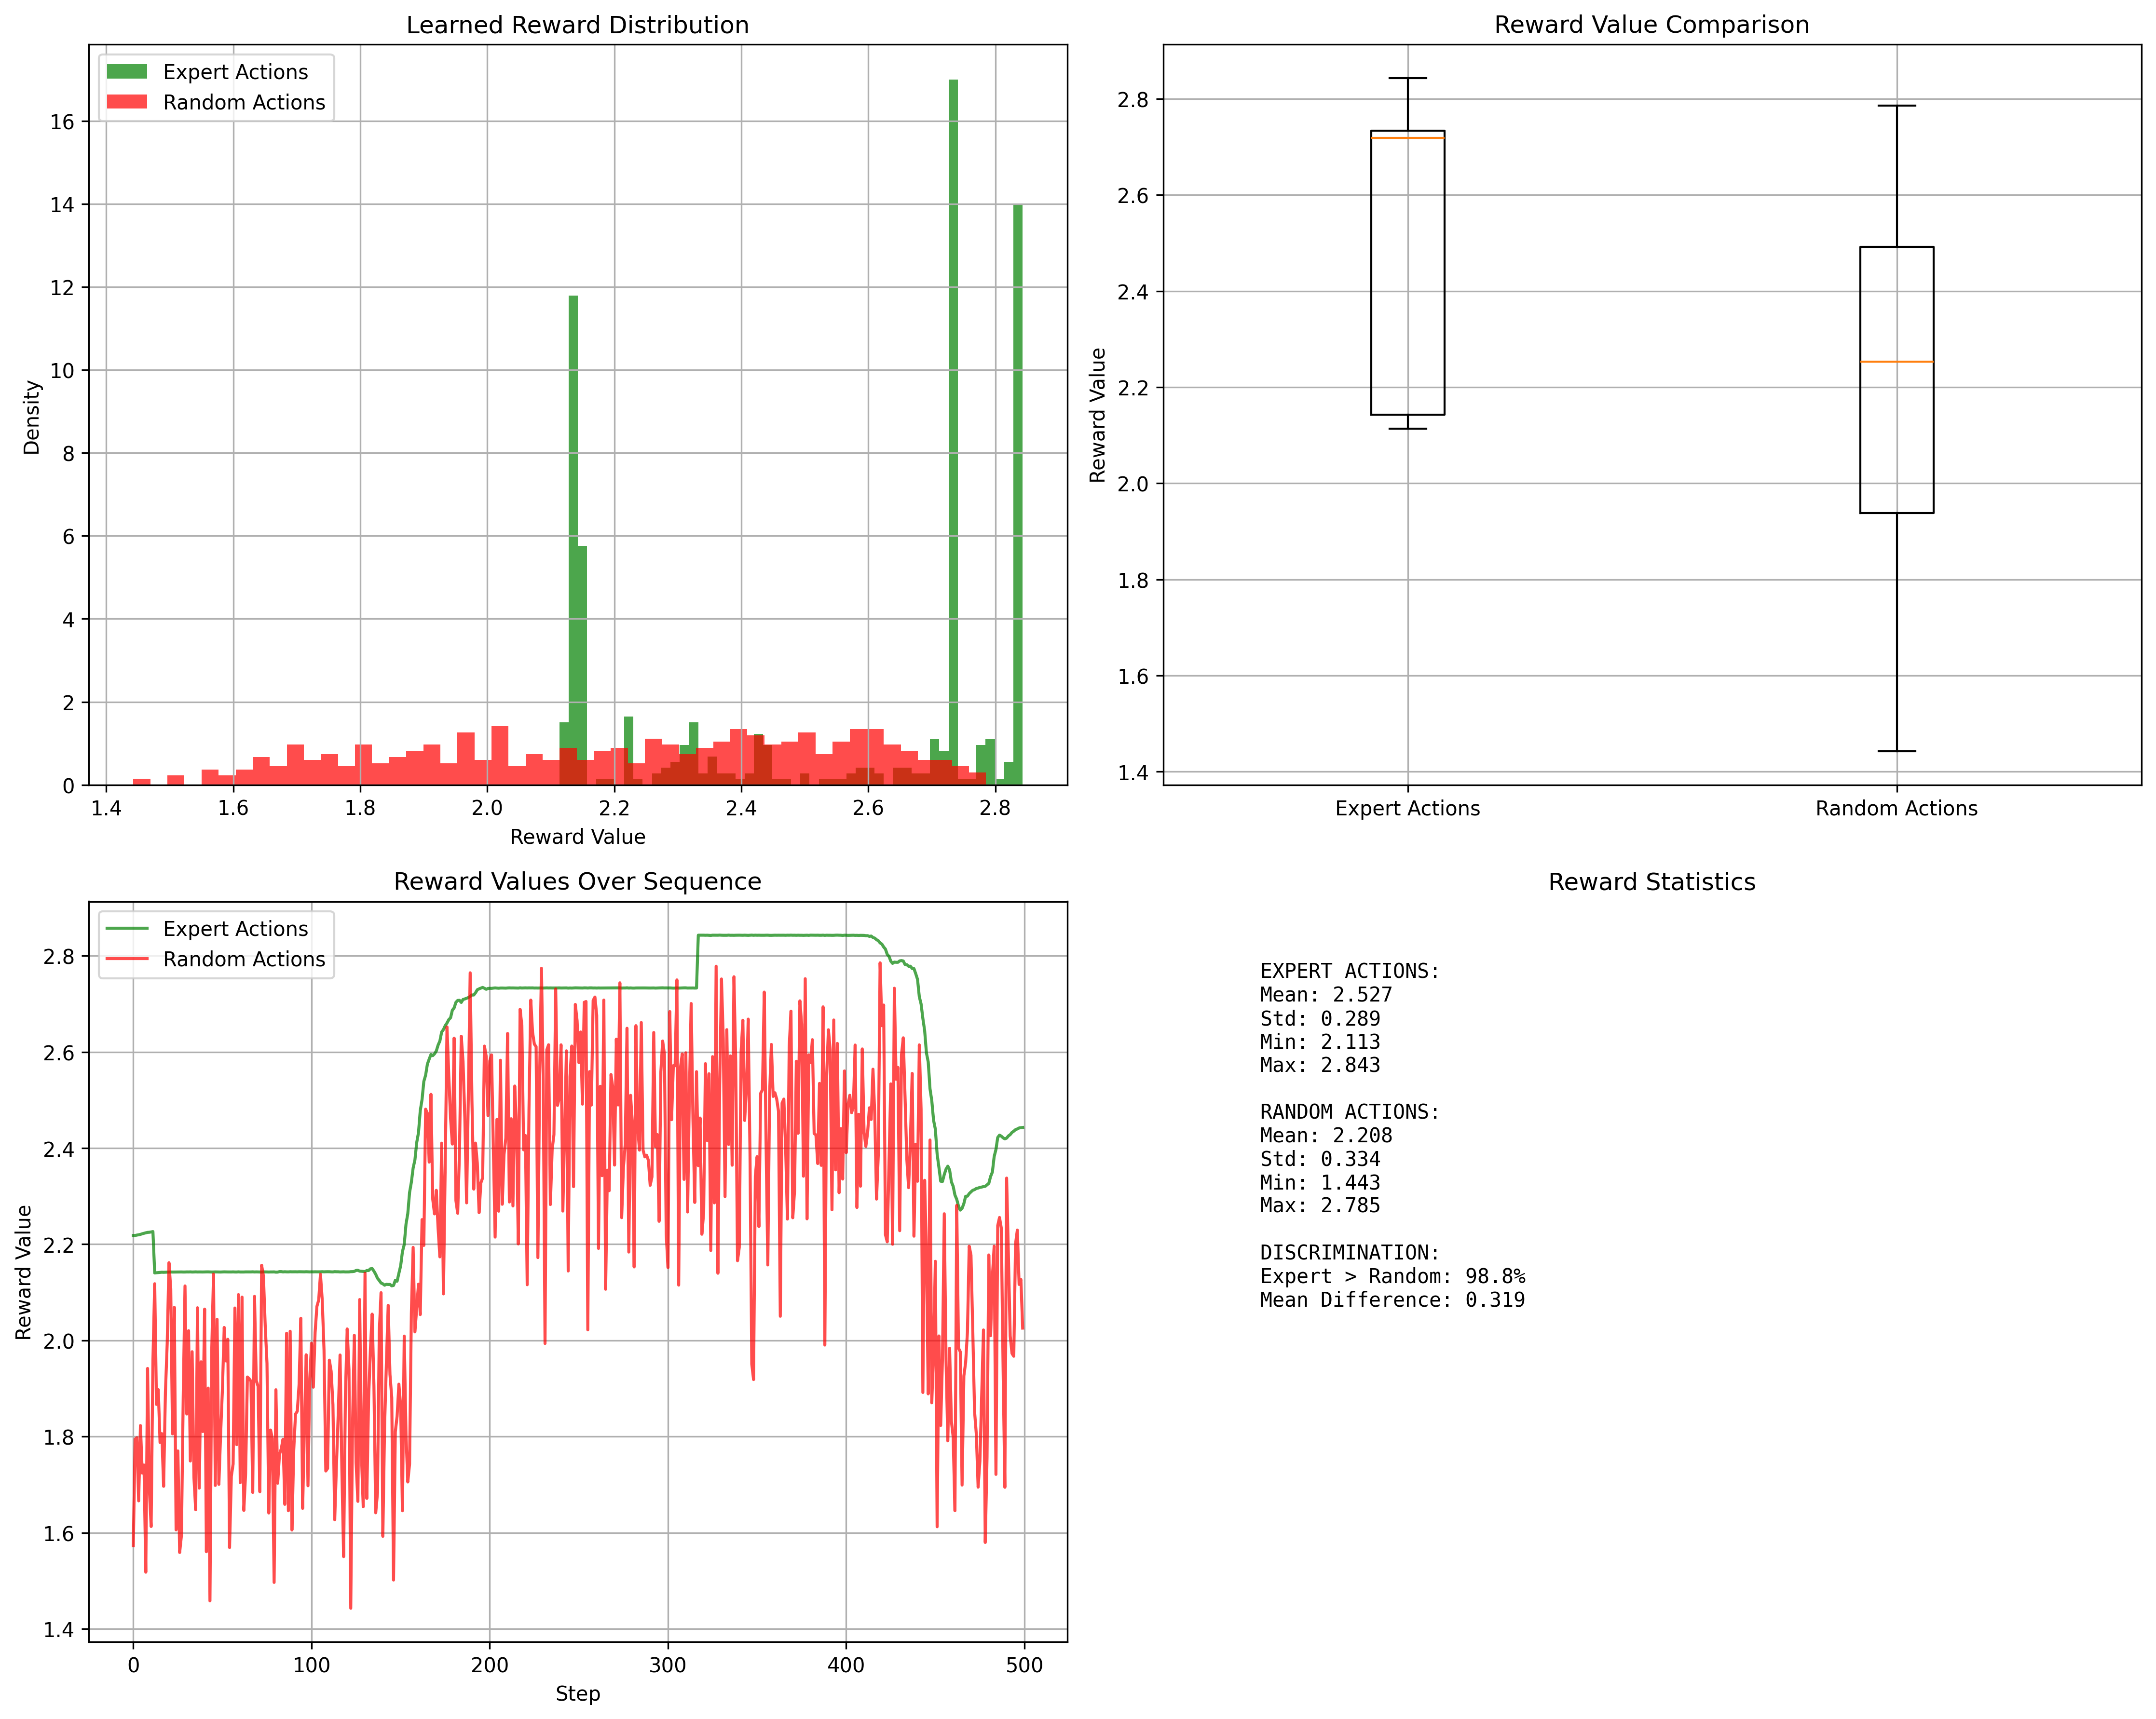 Learned Reward Distribution
Expert Actions
Random Actions
Density
16
14
12
10
8
6
4
2
0
1.4 1.6 1.8 2.0 2.2 2.4 2.6 2.8
Reward Value
Reward Value Comparison
Reward Value
2.8
2.6
2.4
2.2
2.0
1.8
1.6
1.4
Expert Actions Random Actions
Reward Values Over Sequence
Expert Actions
Random Actions
Reward Value
2.8
2.6
2.4
2.2
2.0
1.8
1.6
1.4
0 100 200 300 400 500
Step
Reward Statistics
EXPERT ACTIONS:
Mean: 2.527
Std: 0.289
Min: 2.113
Max: 2.843
RANDOM ACTIONS:
Mean: 2.208
Std: 0.334
Min: 1.443
Max: 2.785
DISCRIMINATION:
Expert > Random: 98.8%
Mean Difference: 0.319